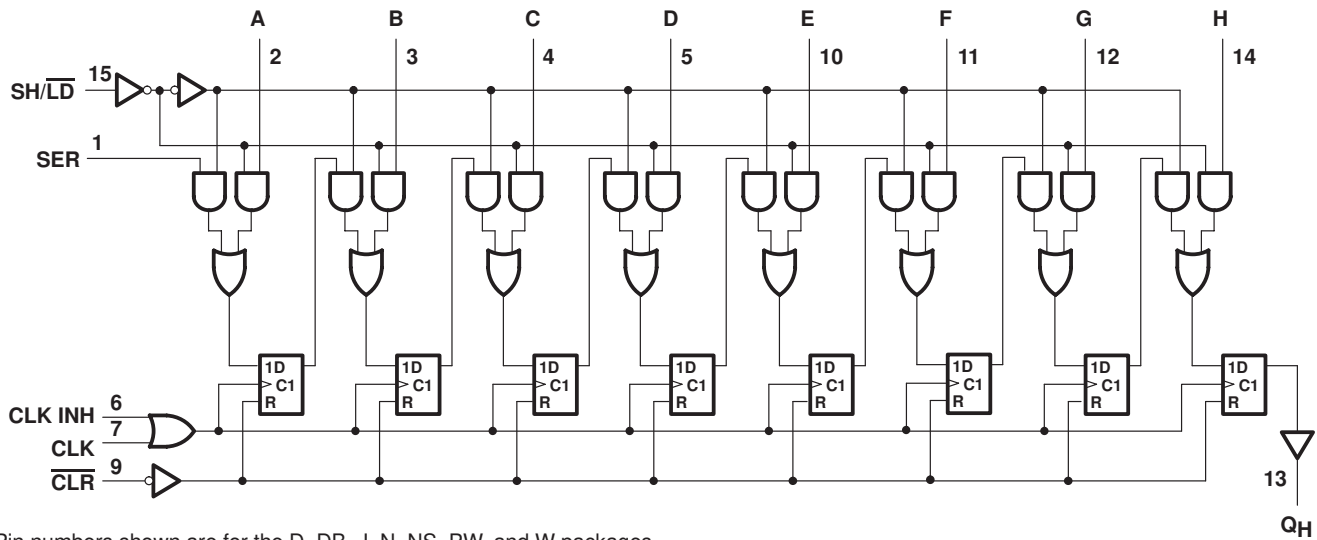 A B C D E F G H
2 3 4 5 10 11 12 14
15
SH/LD
1
SER
1D 1D 1D 1D 1D 1D 1D 1D
C1 C1 C1 C1 C1 C1 C1 C1
R R R R R R R R
6
CLK INH
7
CLK
9
CLR
13
QH
Pin numbers shown are for the D, DB, J, N, NS, PW, and W packages